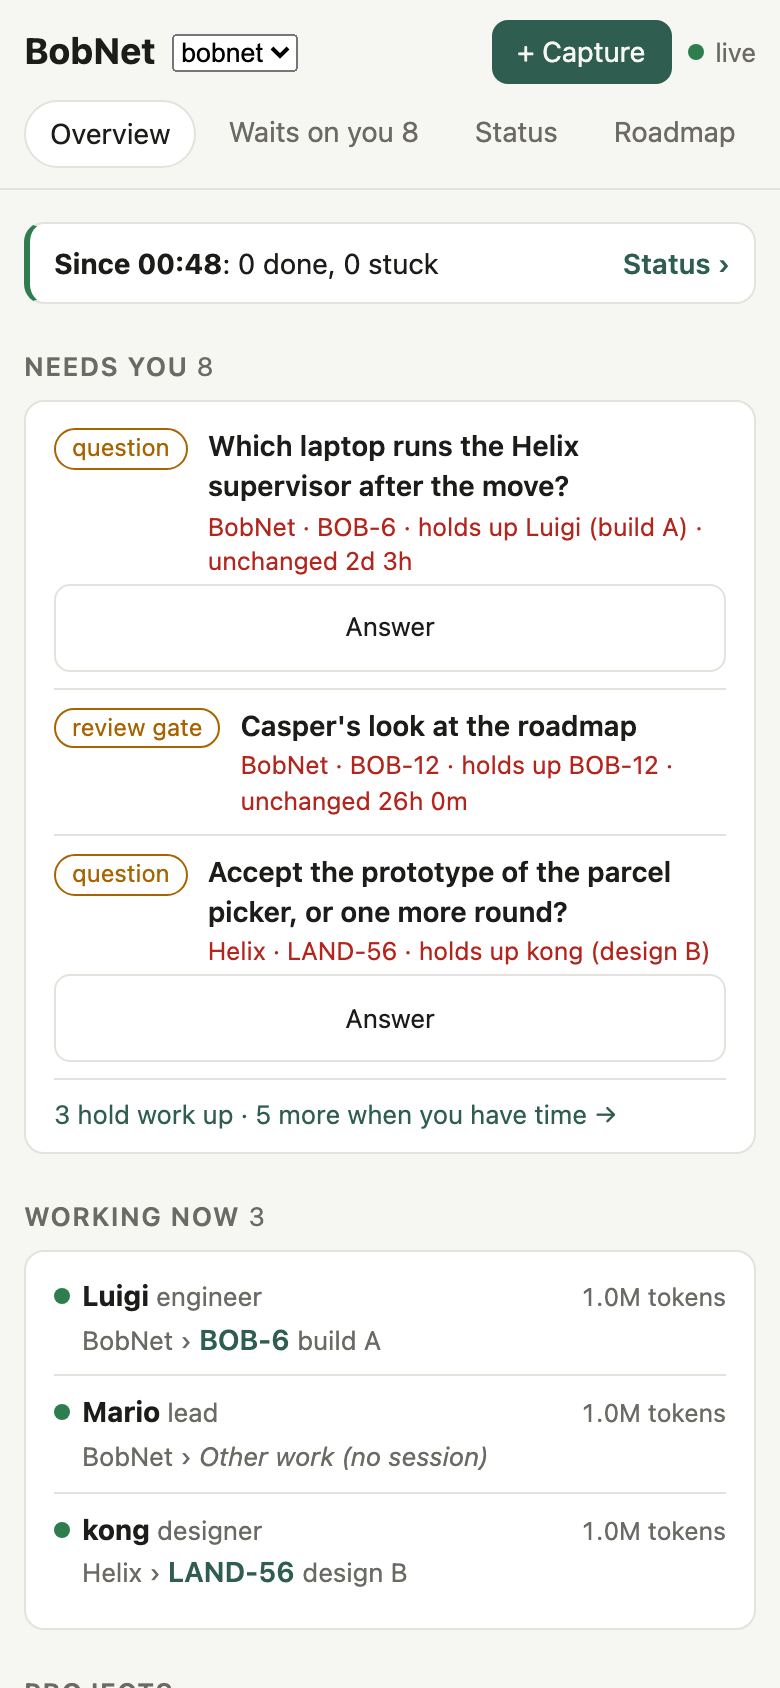 BobNet bobnet + Capture live
Overview Waits on you 8 Status Roadmap
Since 00:48: 0 done, 0 stuck Status ›
NEEDS YOU 8
question Which laptop runs the Helix
supervisor after the move?
BobNet · BOB-6 · holds up Luigi (build A) ·
unchanged 2d 3h
Answer
review gate Casper's look at the roadmap
BobNet · BOB-12 · holds up BOB-12 ·
unchanged 26h 0m
question Accept the prototype of the parcel
picker, or one more round?
Helix · LAND-56 · holds up kong (design B)
Answer
3 hold work up · 5 more when you have time →
WORKING NOW 3
Luigi engineer 1.0M tokens
BobNet › BOB-6 build A
Mario lead 1.0M tokens
BobNet › Other work (no session)
kong designer 1.0M tokens
Helix › LAND-56 design B
PROJECTS